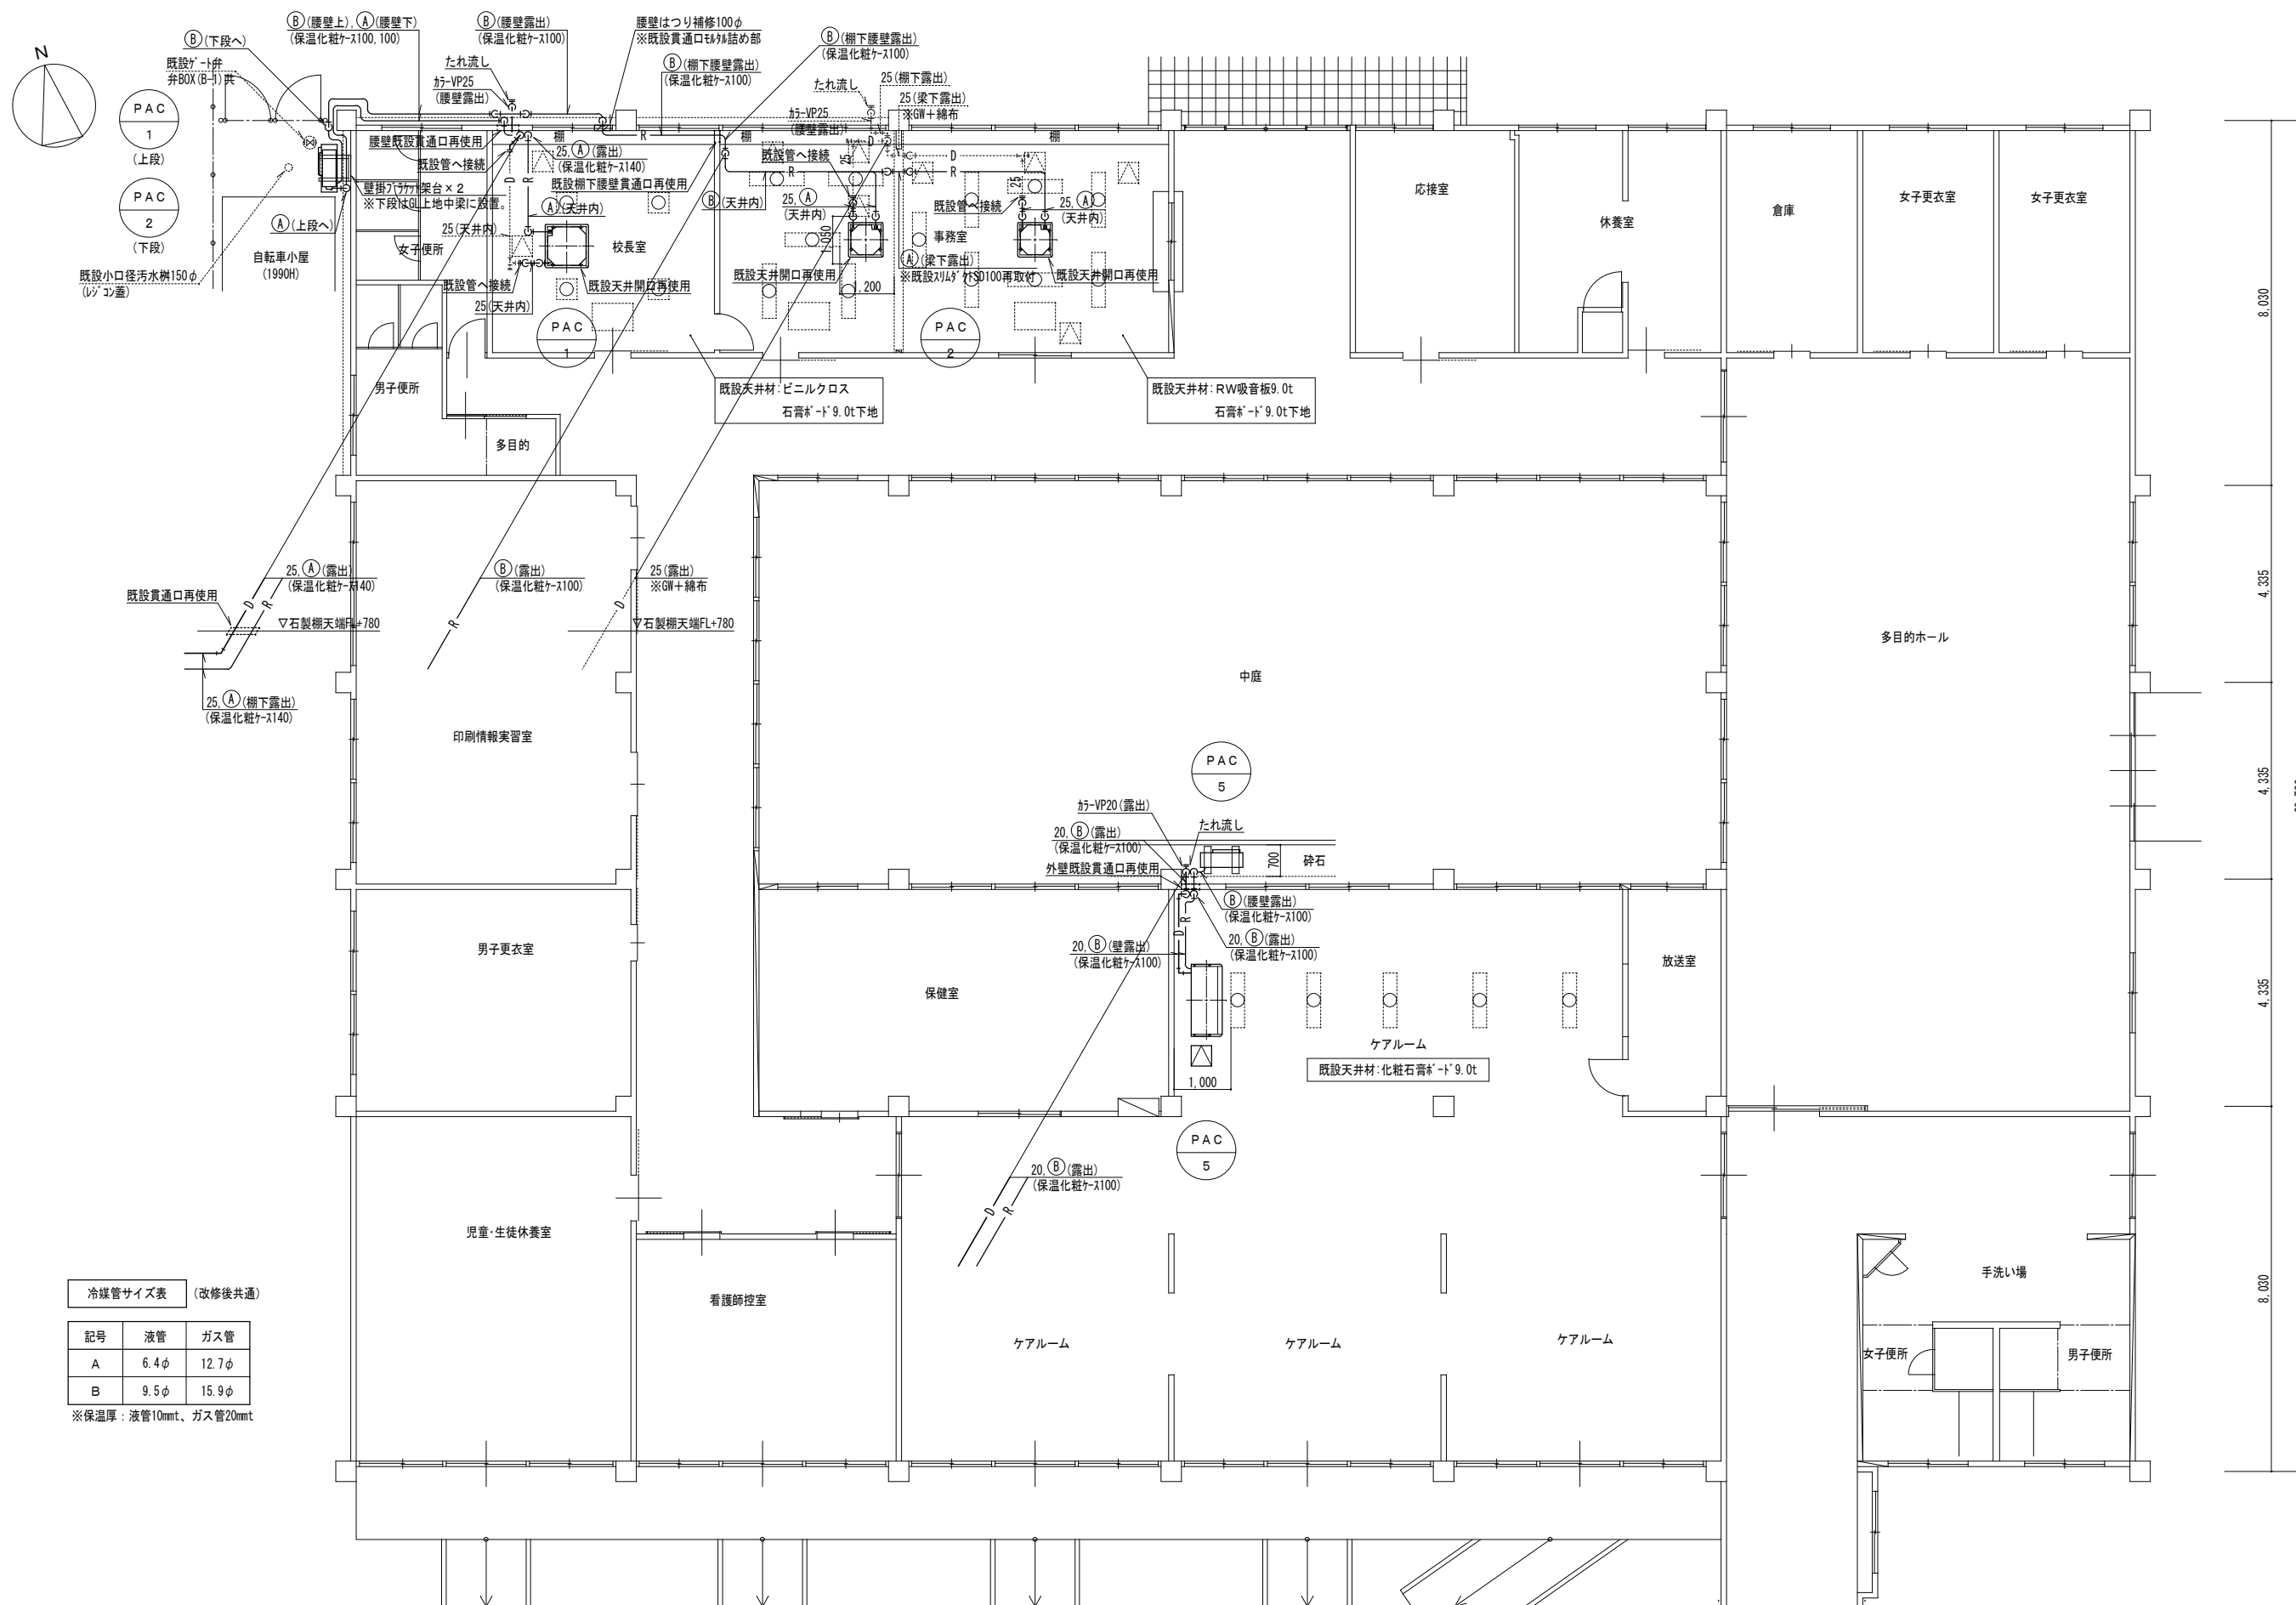 N
Ⓑ(腰壁上),Ⓐ(腰壁下)
(保温化粧ｹｰｽ100,100)
Ⓑ(腰壁露出)
(保温化粧ｹｰｽ100)
腰壁はつり補修100φ
※既設貫通口ﾓﾙﾀﾙ詰め部
Ⓑ(棚下腰壁露出)
(保温化粧ｹｰｽ100)
Ⓑ(棚下腰壁露出)
(保温化粧ｹｰｽ100)
Ⓑ(下段へ)
既設ｹﾞｰﾄ弁
弁BOX(B-1)共
たれ流し
ｶﾗｰVP25
(腰壁露出)
たれ流し
ｶﾗｰVP25
(腰壁露出)
25(棚下露出)
25(梁下露出)
※GW＋綿布
PAC
1
(上段)
PAC
2
(下段)
腰壁既設貫通口再使用
既設管へ接続
25,Ⓐ(露出)
(保温化粧ｹｰｽ140)
既設棚下腰壁貫通口再使用
棚
棚
棚
R
D
R
D
D
R
R
25
25
壁掛ﾌﾞﾗｹｯﾄ架台×2
※下段はGL上地中梁に設置。
Ⓐ(上段へ)
既設小口径汚水桝150φ
(ﾚｼﾞｺﾝ蓋)
自転車小屋
(1990H)
女子便所
25(天井内)
Ⓐ(天井内)
校長室
既設管へ接続
25(天井内)
既設天井開口再使用
Ⓑ(天井内)
既設管へ接続
25,Ⓐ
(天井内)
1,050
既設天井開口再使用
1,200
事務室
既設管へ接続
25,Ⓐ
(天井内)
Ⓐ(梁下露出)
※既設ｽﾘﾑﾀﾞｸﾄSD100再取付
既設天井開口再使用
PAC
1
PAC
2
応接室
休養室
倉庫
女子更衣室
女子更衣室
8,030
男子便所
多目的
既設天井材:ビニルクロス
石膏ﾎﾞｰﾄﾞ9.0t下地
既設天井材:RW吸音板9.0t
石膏ﾎﾞｰﾄﾞ9.0t下地
25,Ⓐ(露出)
(保温化粧ｹｰｽ140)
既設貫通口再使用
D
R
▽石製棚天端FL+780
25,Ⓐ(棚下露出)
(保温化粧ｹｰｽ140)
Ⓑ(露出)
(保温化粧ｹｰｽ100)
R
25(露出)
※GW＋綿布
D
▽石製棚天端FL+780
4,335
印刷情報実習室
中庭
多目的ホール
4,335
PAC
5
ｶﾗｰVP20(露出)
20,Ⓑ(露出)
(保温化粧ｹｰｽ100)
外壁既設貫通口再使用
たれ流し
700
砕石
Ⓑ(腰壁露出)
(保温化粧ｹｰｽ100)
20,Ⓑ(露出)
(保温化粧ｹｰｽ100)
20,Ⓑ(壁露出)
(保温化粧ｹｰｽ100)
D
R
男子更衣室
保健室
放送室
4,335
ケアルーム
既設天井材:化粧石膏ﾎﾞｰﾄﾞ9.0t
1,000
PAC
5
20,Ⓑ(露出)
(保温化粧ｹｰｽ100)
D
R
児童･生徒休養室
看護師控室
ケアルーム
ケアルーム
ケアルーム
手洗い場
女子便所
男子便所
8,030
冷媒管サイズ表 (改修後共通)
記号 液管 ガス管
A 6.4φ 12.7φ
B 9.5φ 15.9φ
※保温厚：液管10mmt、ガス管20mmt